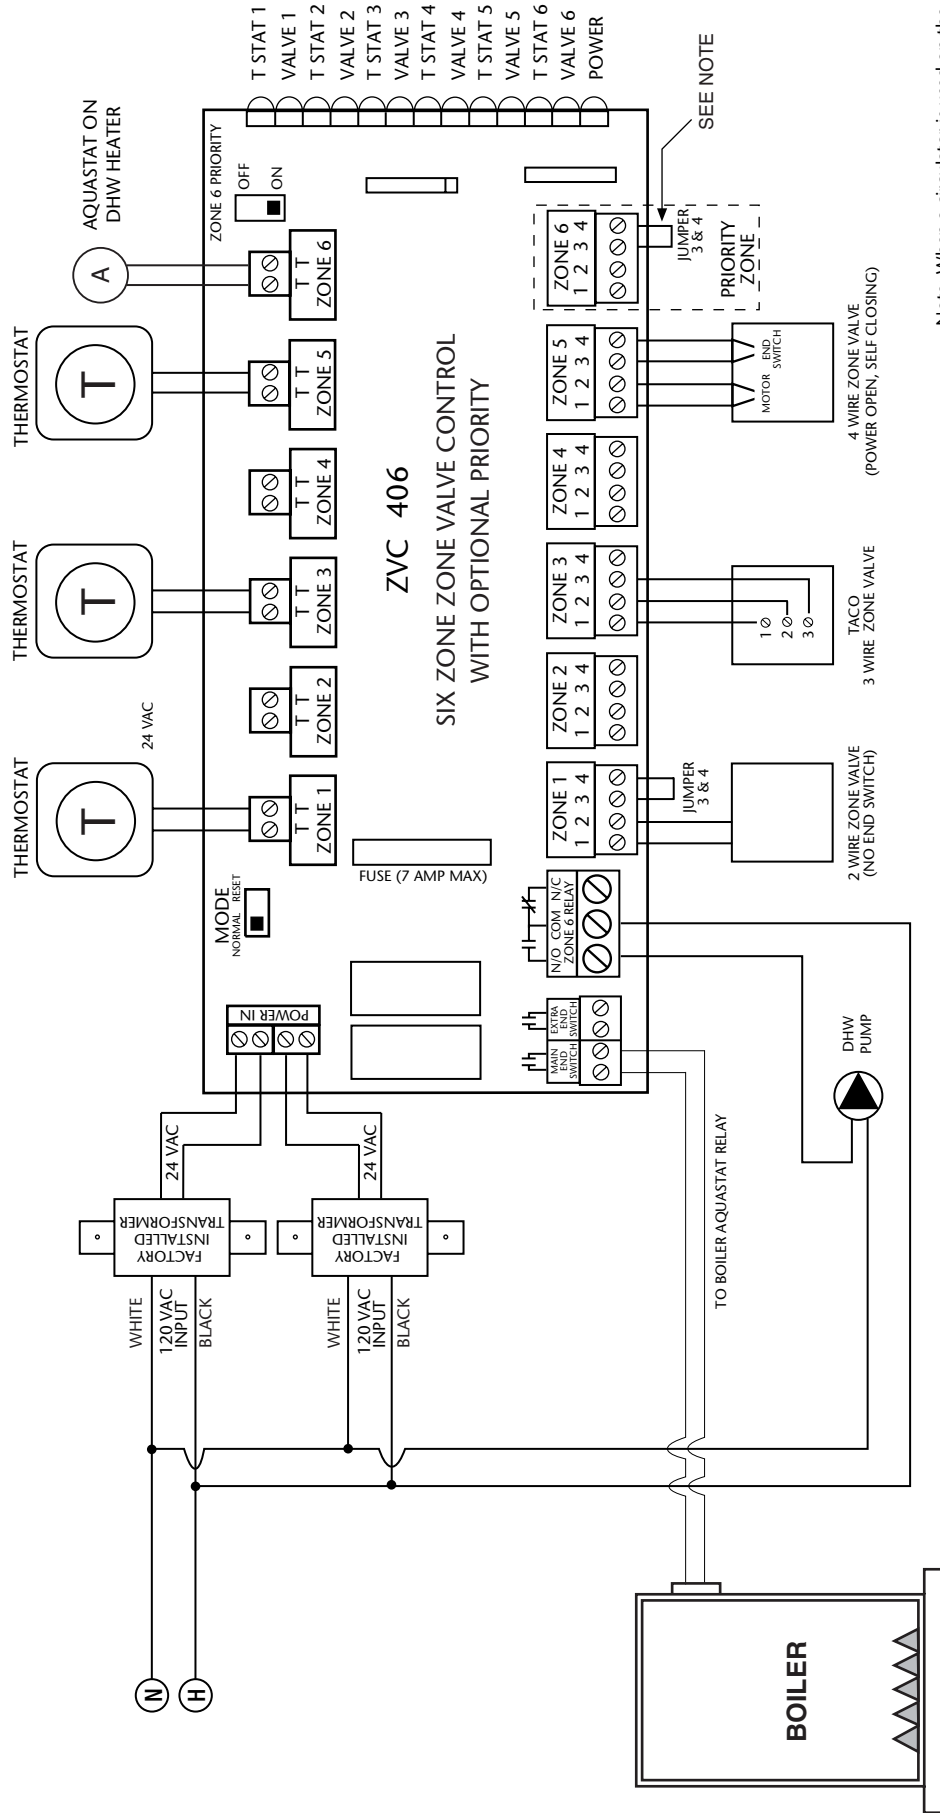 THERMOSTAT
T
THERMOSTAT
T
THERMOSTAT
T
AQUASTAT ON
DHW HEATER
A
24 VAC
WHITE
120 VAC
INPUT
BLACK
FACTORY
INSTALLED
TRANSFORMER
24 VAC
WHITE
120 VAC
INPUT
BLACK
FACTORY
INSTALLED
TRANSFORMER
24 VAC
N
H
POWER IN
MODE
NORMAL RESET
T T
ZONE 1
T T
ZONE 2
T T
ZONE 3
T T
ZONE 4
T T
ZONE 5
T T
ZONE 6
ZONE 6 PRIORITY
OFF
ON
T STAT 1
VALVE 1
T STAT 2
VALVE 2
T STAT 3
VALVE 3
T STAT 4
VALVE 4
T STAT 5
VALVE 5
T STAT 6
VALVE 6
POWER
FUSE (7 AMP MAX)
ZVC 406
SIX ZONE ZONE VALVE CONTROL
WITH OPTIONAL PRIORITY
MAIN
END
SWITCH
EXTRA
END
SWITCH
N/O COM N/C
ZONE 6 RELAY
ZONE 1
1 2 3 4
ZONE 2
1 2 3 4
ZONE 3
1 2 3 4
ZONE 4
1 2 3 4
ZONE 5
1 2 3 4
ZONE 6
1 2 3 4
JUMPER
3 & 4
JUMPER
3 & 4
PRIORITY
ZONE
SEE NOTE
2 WIRE ZONE VALVE
(NO END SWITCH)
1
2
3
TACO
3 WIRE ZONE VALVE
MOTOR
END
SWITCH
4 WIRE ZONE VALVE
(POWER OPEN, SELF CLOSING)
TO BOILER AQUASTAT RELAY
DHW
PUMP
BOILER